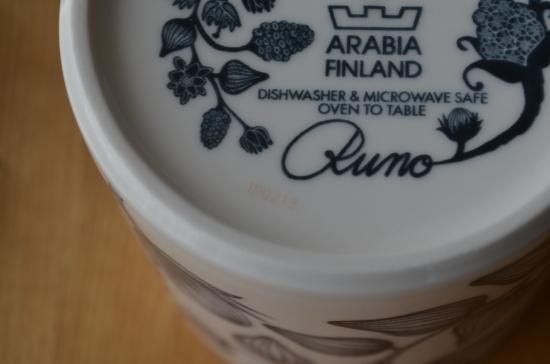 ARABIA
FINLAND
DISHWASHER & MICROWAVE SAFE
OVEN TO TABLE
Runo